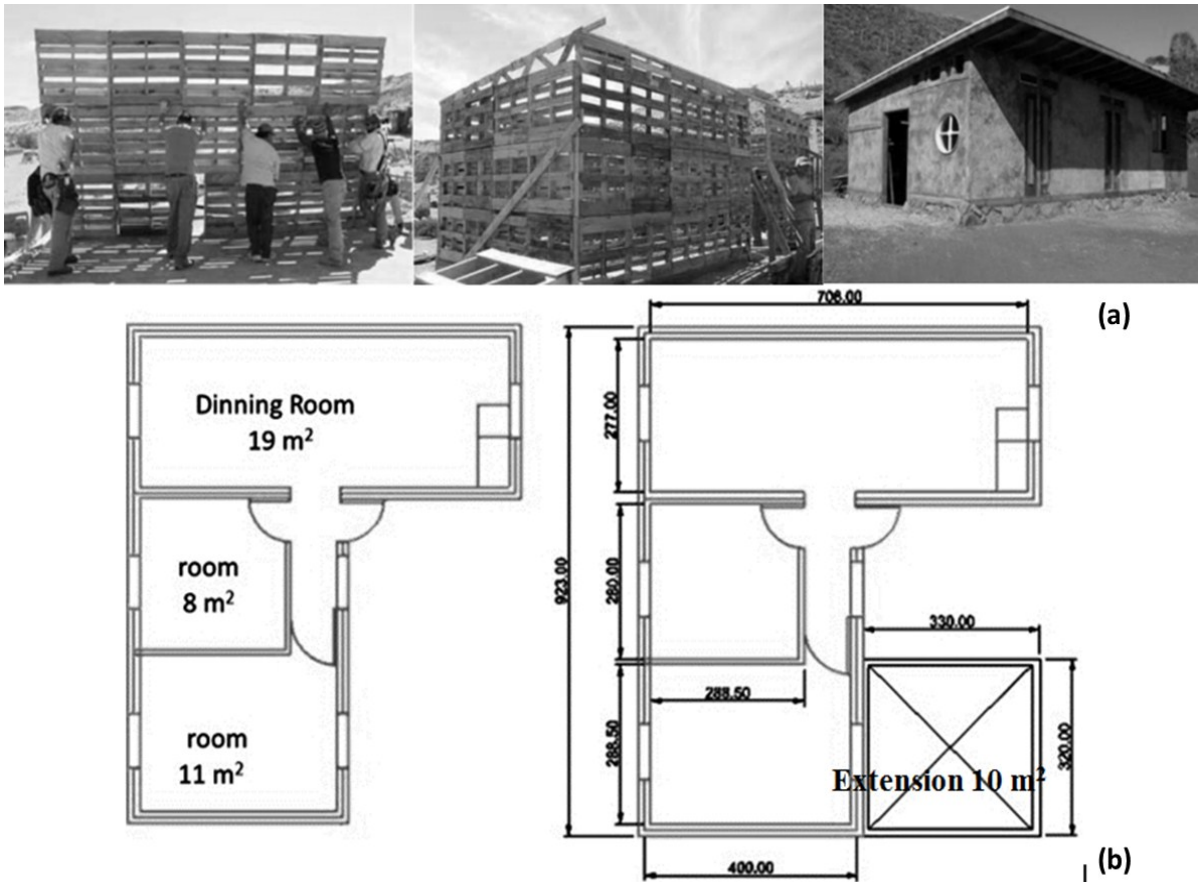 (a)
706.00
Dinning Room
19 m²
277.00
room
8 m²
923.00
280.00
330.00
288.50
room
11 m²
288.50
320.00
Extension 10 m²
400.00
(b)